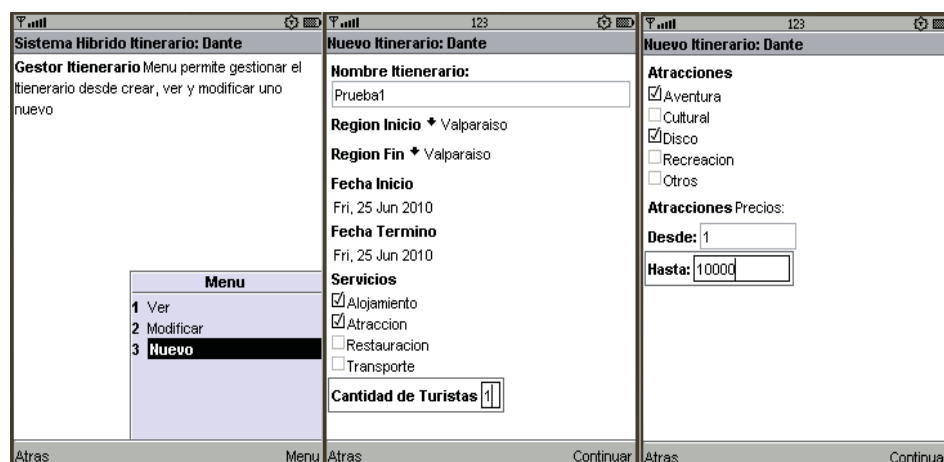 Sistema Hibrido Itinerario: Dante
Gestor Itienerario Menu permite gestionar el
Itienerario desde crear, ver y modificar uno
nuevo
Menu
1 Ver
2 Modificar
3 Nuevo
Atras Menu
123
Nuevo Itinerario: Dante
Nombre Itienerario:
Prueba1
Region Inicio Valparaiso
Region Fin Valparaiso
Fecha Inicio
Fri, 25 Jun 2010
Fecha Termino
Fri, 25 Jun 2010
Servicios
Alojamiento
Atraccion
Restauracion
Transporte
Cantidad de Turistas 1
Atras Continuar
123
Nuevo Itinerario: Dante
Atracciones
Aventura
Cultural
Disco
Recreacion
Otros
Atracciones Precios:
Desde: 1
Hasta: 10000
Atras Continua